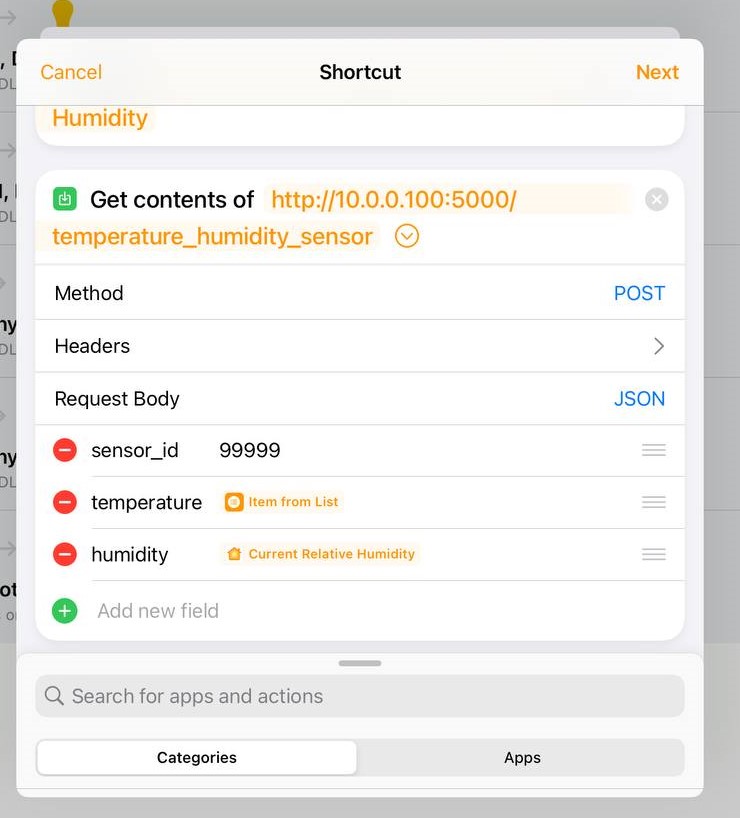 Cancel
Shortcut
Next
Humidity
Get contents of http://10.0.0.100:5000/
temperature_humidity_sensor
Method POST
Headers
Request Body JSON
sensor_id 99999
temperature Item from List
humidity Current Relative Humidity
Add new field
Search for apps and actions
Categories
Apps